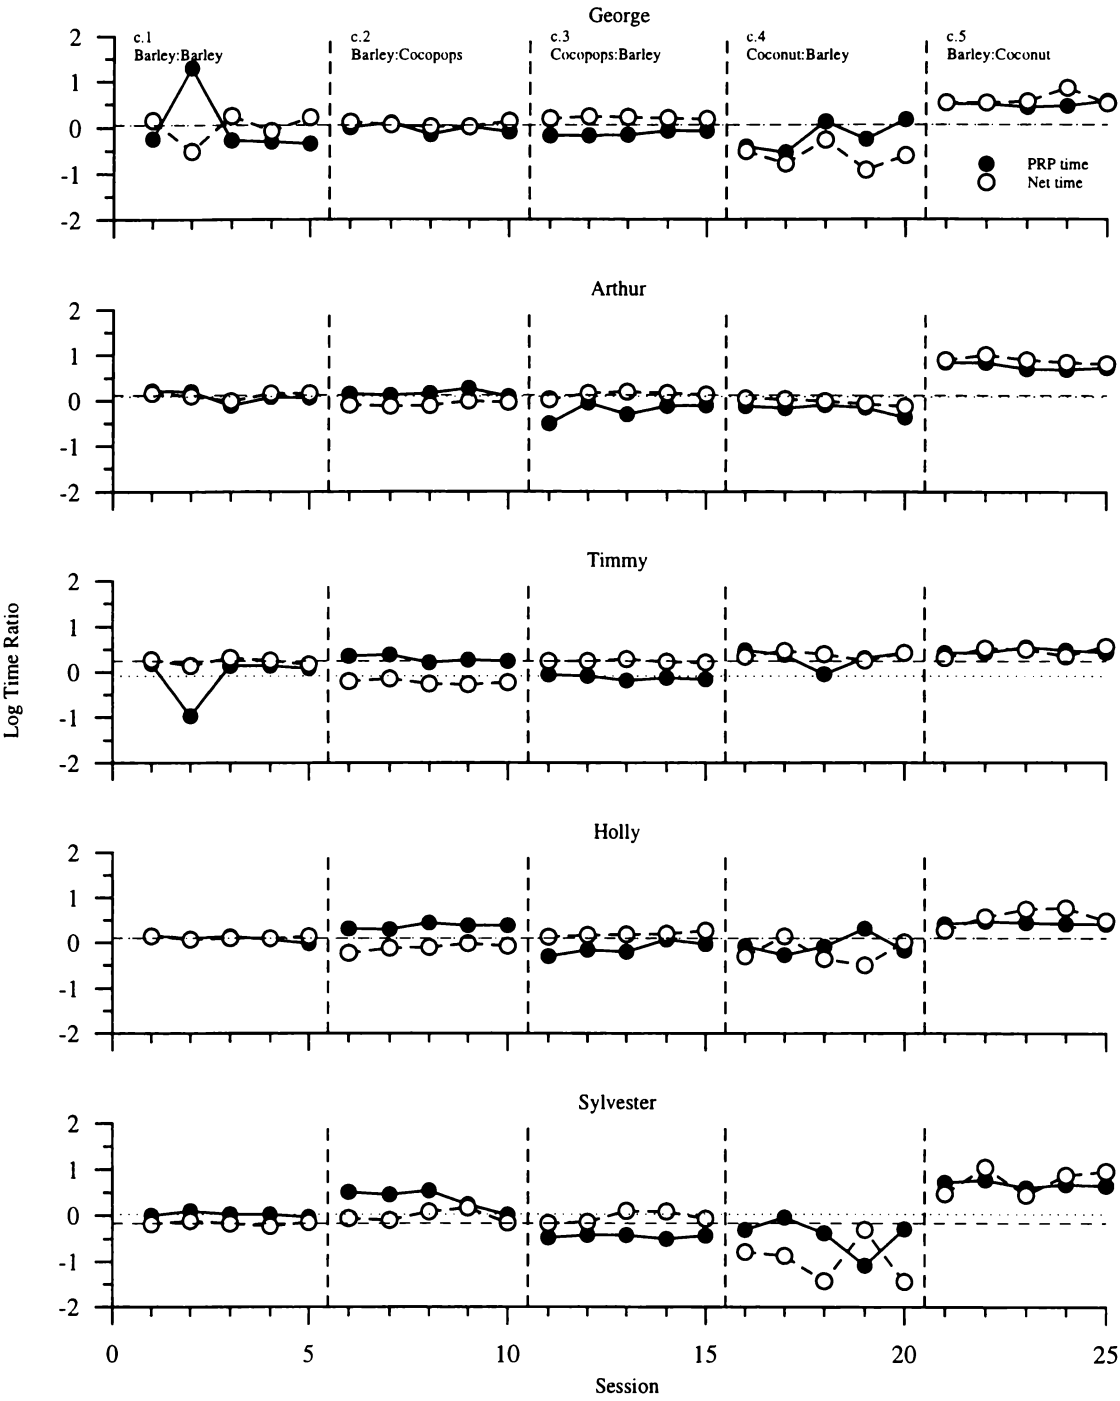 George
c.1 c.2 c.3 c.4 c.5
Barley:Barley Barley:Cocopops Cocopops:Barley Coconut:Barley Barley:Coconut
2
1
0
-1
-2
PRP time
Net time
Arthur
2
1
0
-1
-2
Timmy
2
1
0
-1
-2
Log Time Ratio
Holly
2
1
0
-1
-2
Sylvester
2
1
0
-1
-2
0 5 10 15 20 25
Session